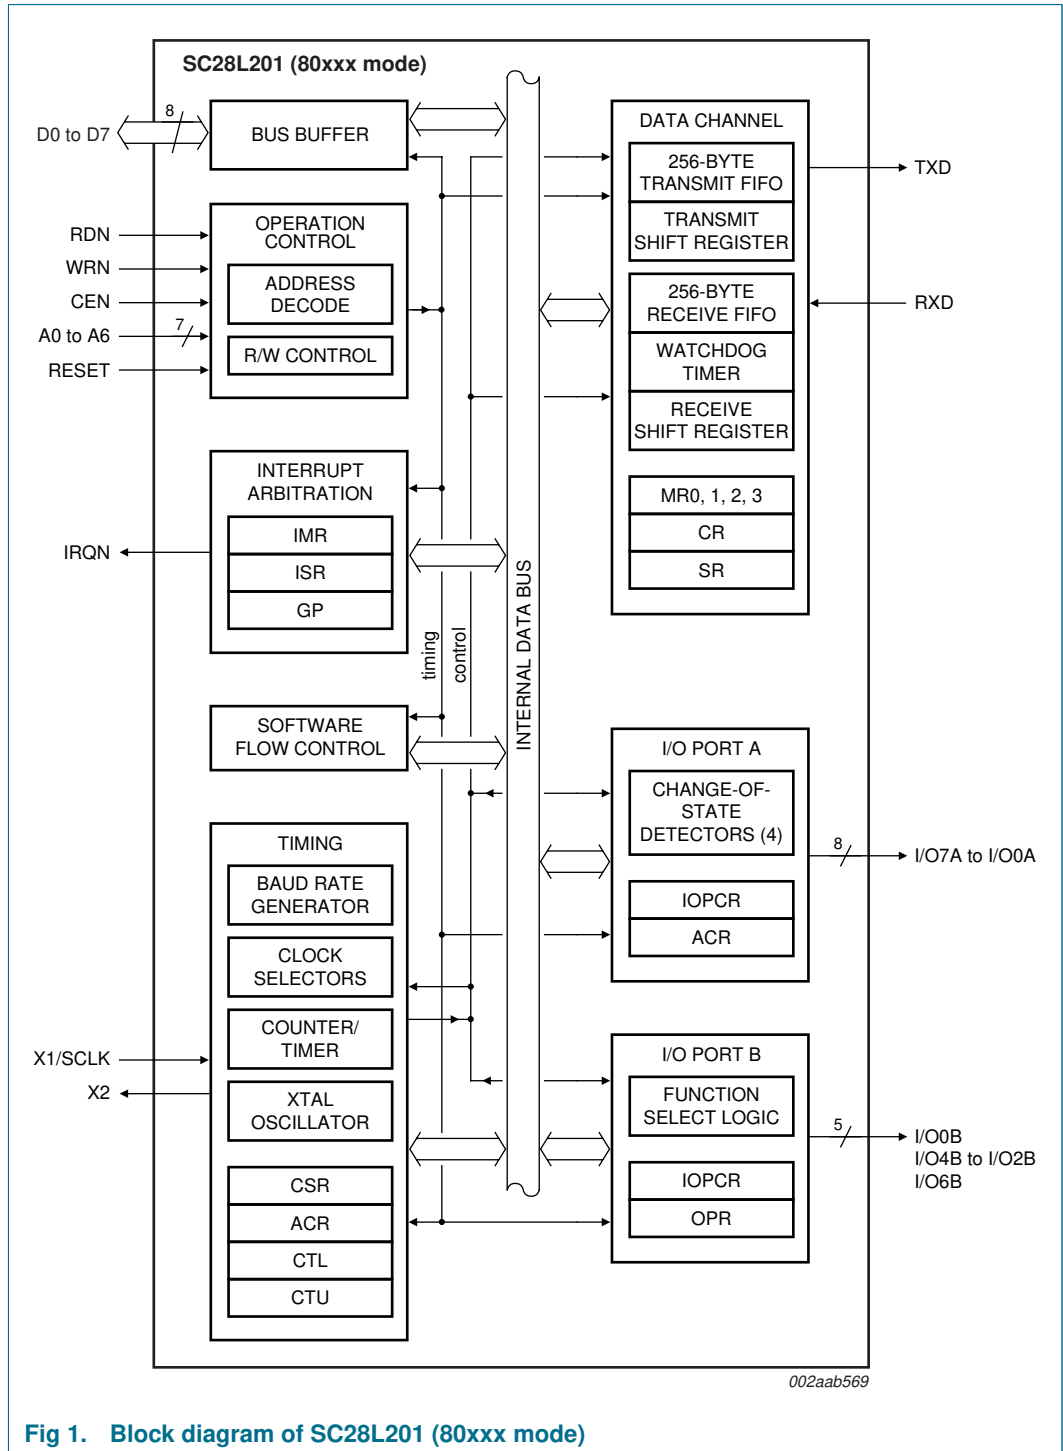 SC28L201 (80xxx mode)
D0 to D7
8
BUS BUFFER
RDN
WRN
CEN
A0 to A6
7
RESET
OPERATION
CONTROL
ADDRESS
DECODE
R/W CONTROL
INTERRUPT
ARBITRATION
IMR
ISR
GP
IRQN
timing
control
INTERNAL DATA BUS
SOFTWARE
FLOW CONTROL
TIMING
BAUD RATE
GENERATOR
CLOCK
SELECTORS
COUNTER/
TIMER
XTAL
OSCILLATOR
CSR
ACR
CTL
CTU
X1/SCLK
X2
DATA CHANNEL
256-BYTE
TRANSMIT FIFO
TRANSMIT
SHIFT REGISTER
256-BYTE
RECEIVE FIFO
WATCHDOG
TIMER
RECEIVE
SHIFT REGISTER
MR0, 1, 2, 3
CR
SR
TXD
RXD
I/O PORT A
CHANGE-OF-
STATE
DETECTORS (4)
IOPCR
ACR
8
I/O7A to I/O0A
I/O PORT B
FUNCTION
SELECT LOGIC
IOPCR
OPR
5
I/O0B
I/O4B to I/O2B
I/O6B
002aab569
Fig 1. Block diagram of SC28L201 (80xxx mode)